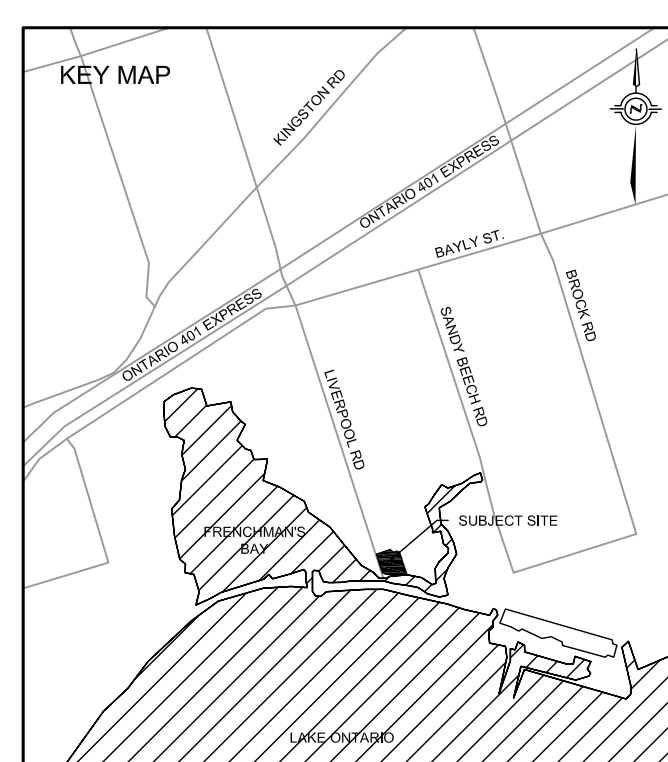 KEY MAP
KINGSTON RD
N
ONTARIO 401 EXPRESS
BAYLY ST.
BROCK RD
ONTARIO 401 EXPRESS
SANDY BEECH RD
LIVERPOOL RD
SUBJECT SITE
FRENCHMAN'S
BAY
LAKE ONTARIO